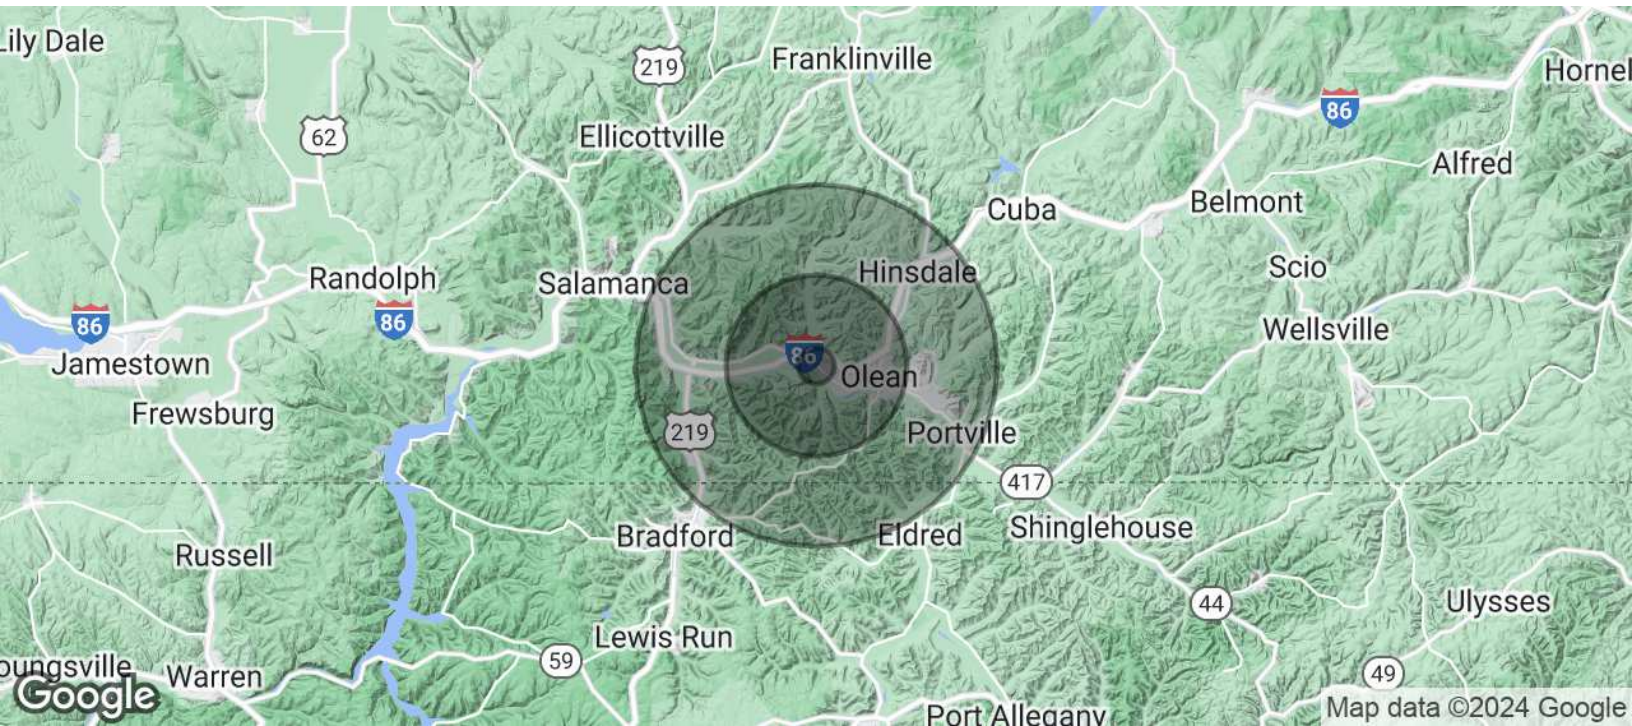 Lily Dale
219
Franklinville
Hornel
62
Ellicottville
86
Alfred
Cuba
Belmont
Randolph
Salamanca
Hinsdale
Scio
86
86
86
Wellsville
Jamestown
Olean
Frewsburg
219
Portville
417
Bradford
Eldred
Shinglehouse
Russell
44
Ulysses
Lewis Run
59
oungsville
Warren
49
Google
Port Allegany
Map data ©2024 Google